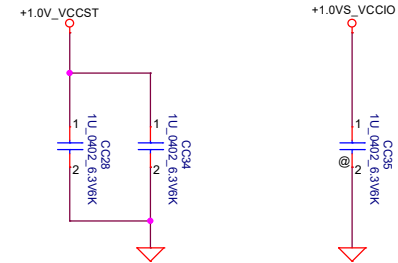 +1.0V_VCCST
+1.0VS_VCCIO
1
2
CC28
1U_0402_6.3V6K
1
2
CC34
1U_0402_6.3V6K
1
@
2
CC35
1U_0402_6.3V6K